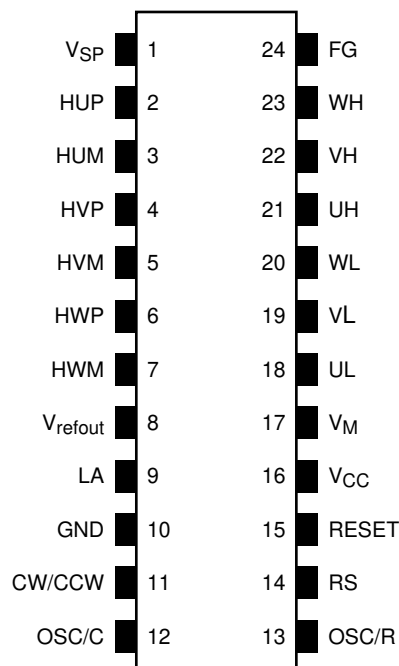 VSP 1 24 FG
HUP 2 23 WH
HUM 3 22 VH
HVP 4 21 UH
HVM 5 20 WL
HWP 6 19 VL
HWM 7 18 UL
Vrefout 8 17 VM
LA 9 16 VCC
GND 10 15 RESET
CW/CCW 11 14 RS
OSC/C 12 13 OSC/R